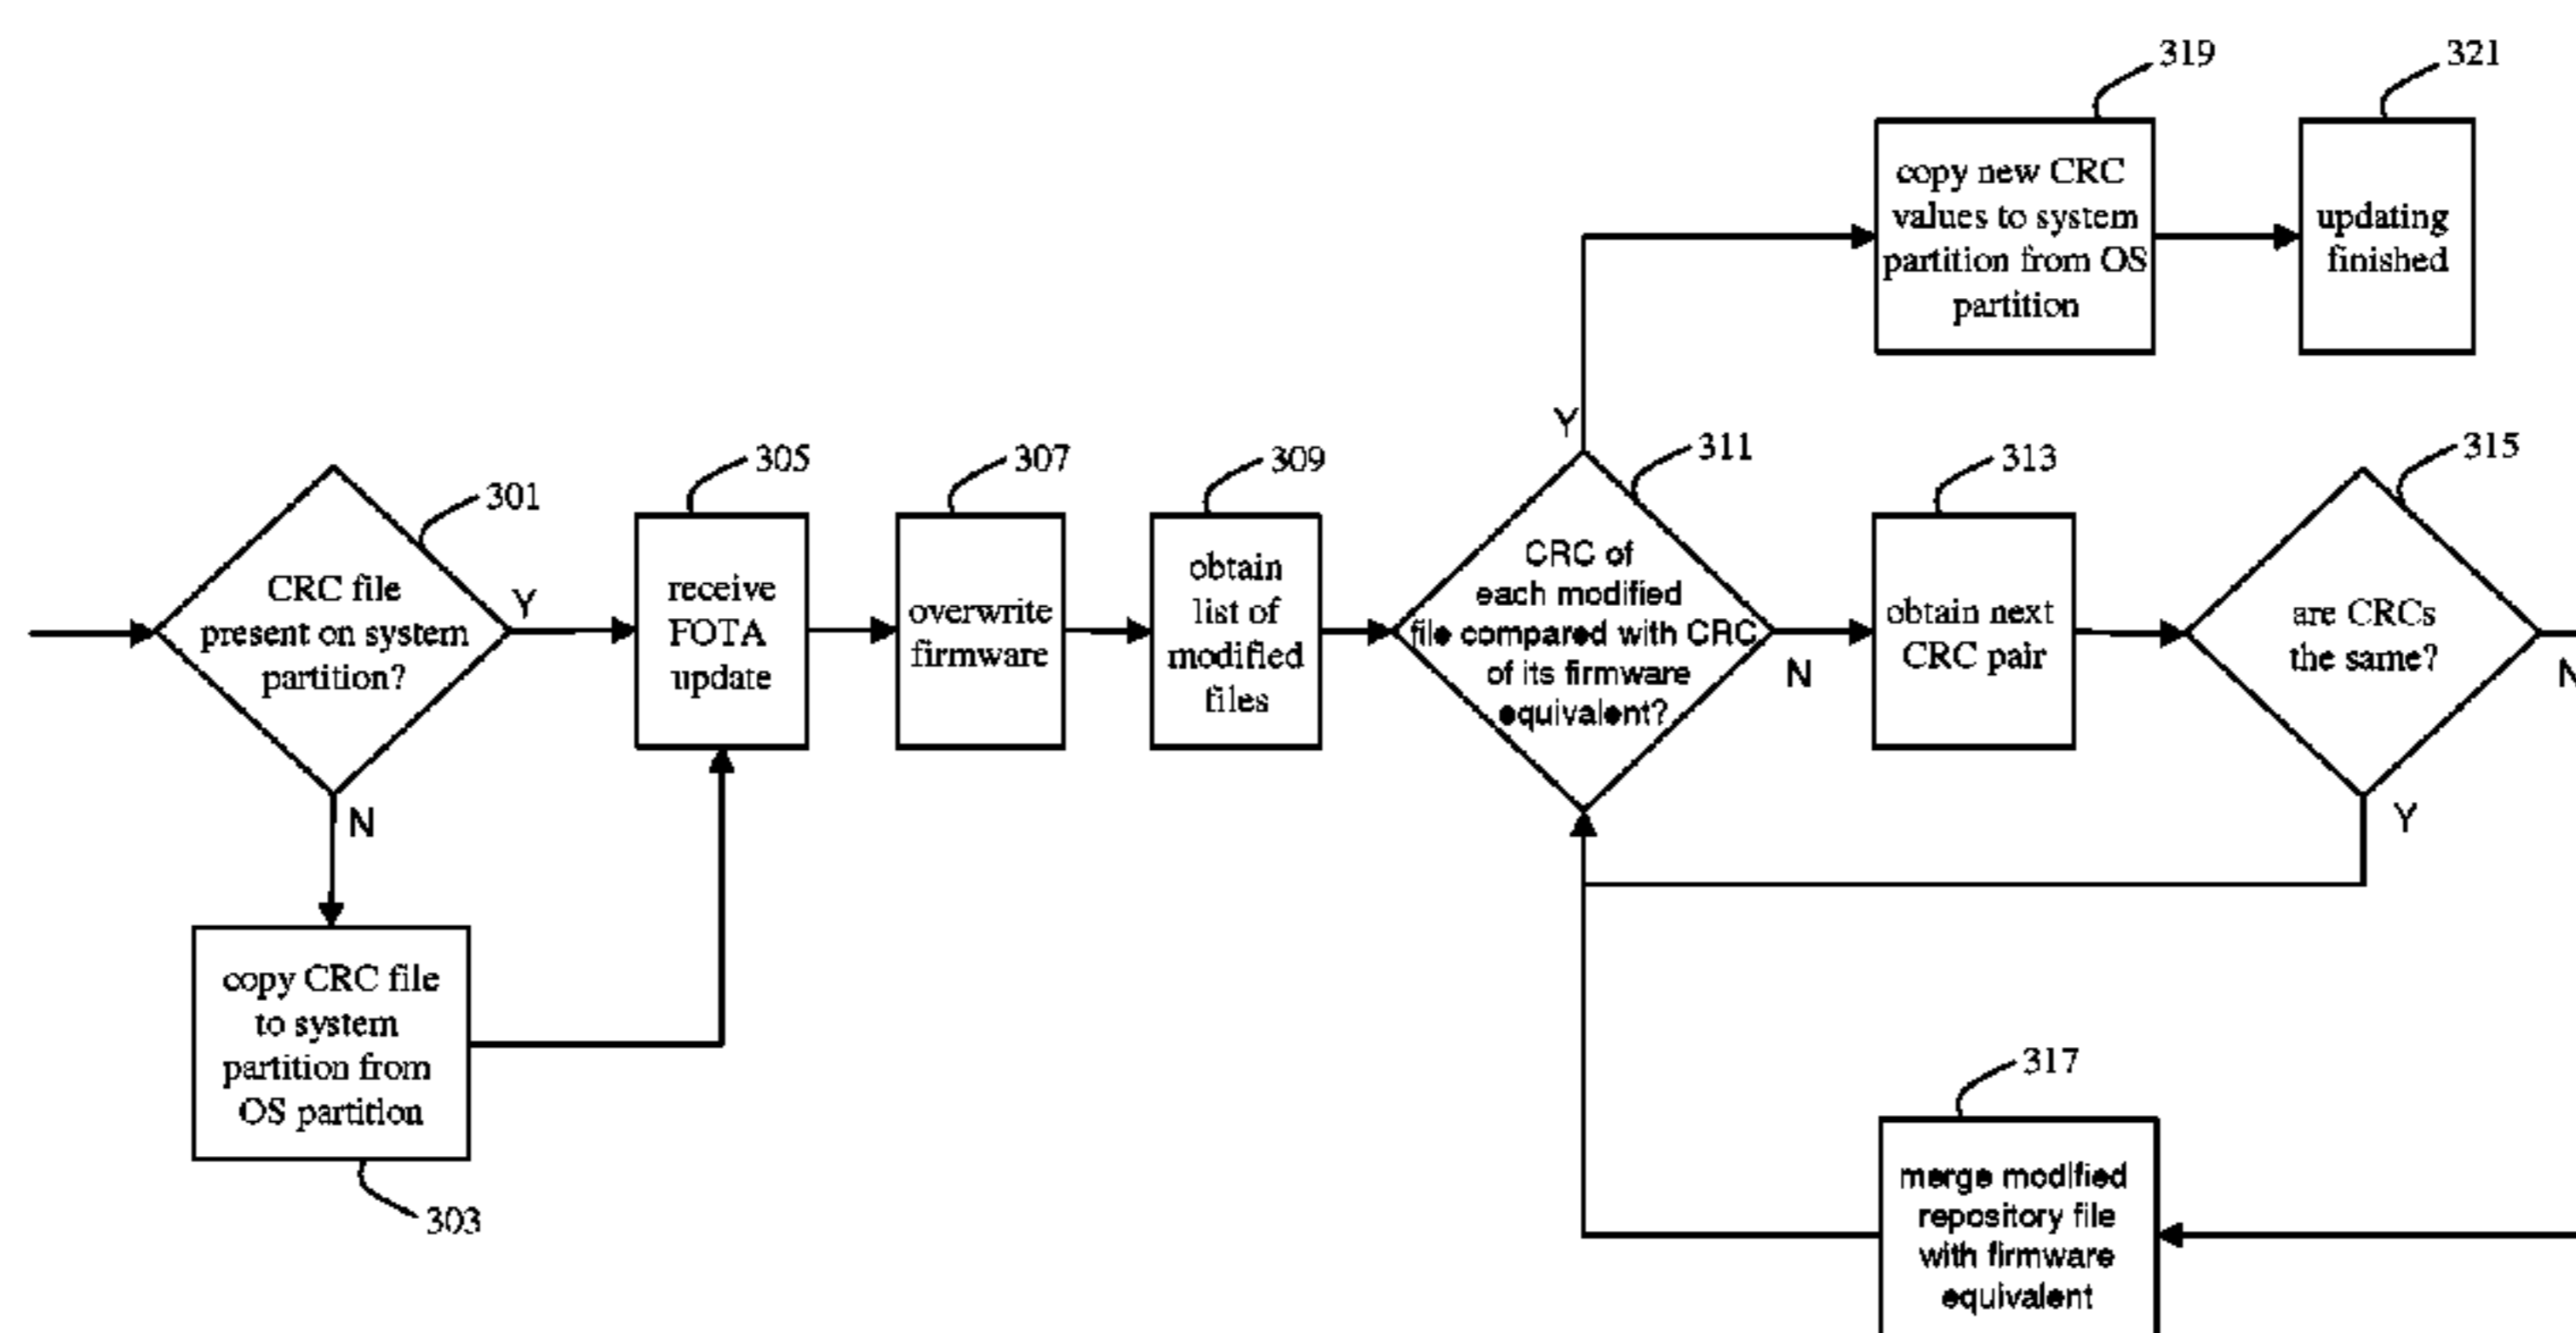 319
321
copy new CRC
values to system
partition from OS
partition
updating
finished
Y
301
305
307
309
311
313
315
CRC file
present on system
partition?
Y
N
receive
FOTA
update
overwrite
firmware
obtain
list of
modified
files
CRC of
each modified
file compared with CRC
of its firmware
equivalent?
N
obtain next
CRC pair
are CRCs
the same?
N
Y
copy CRC file
to system
partition from
OS partition
303
317
merge modified
repository file
with firmware
equivalent